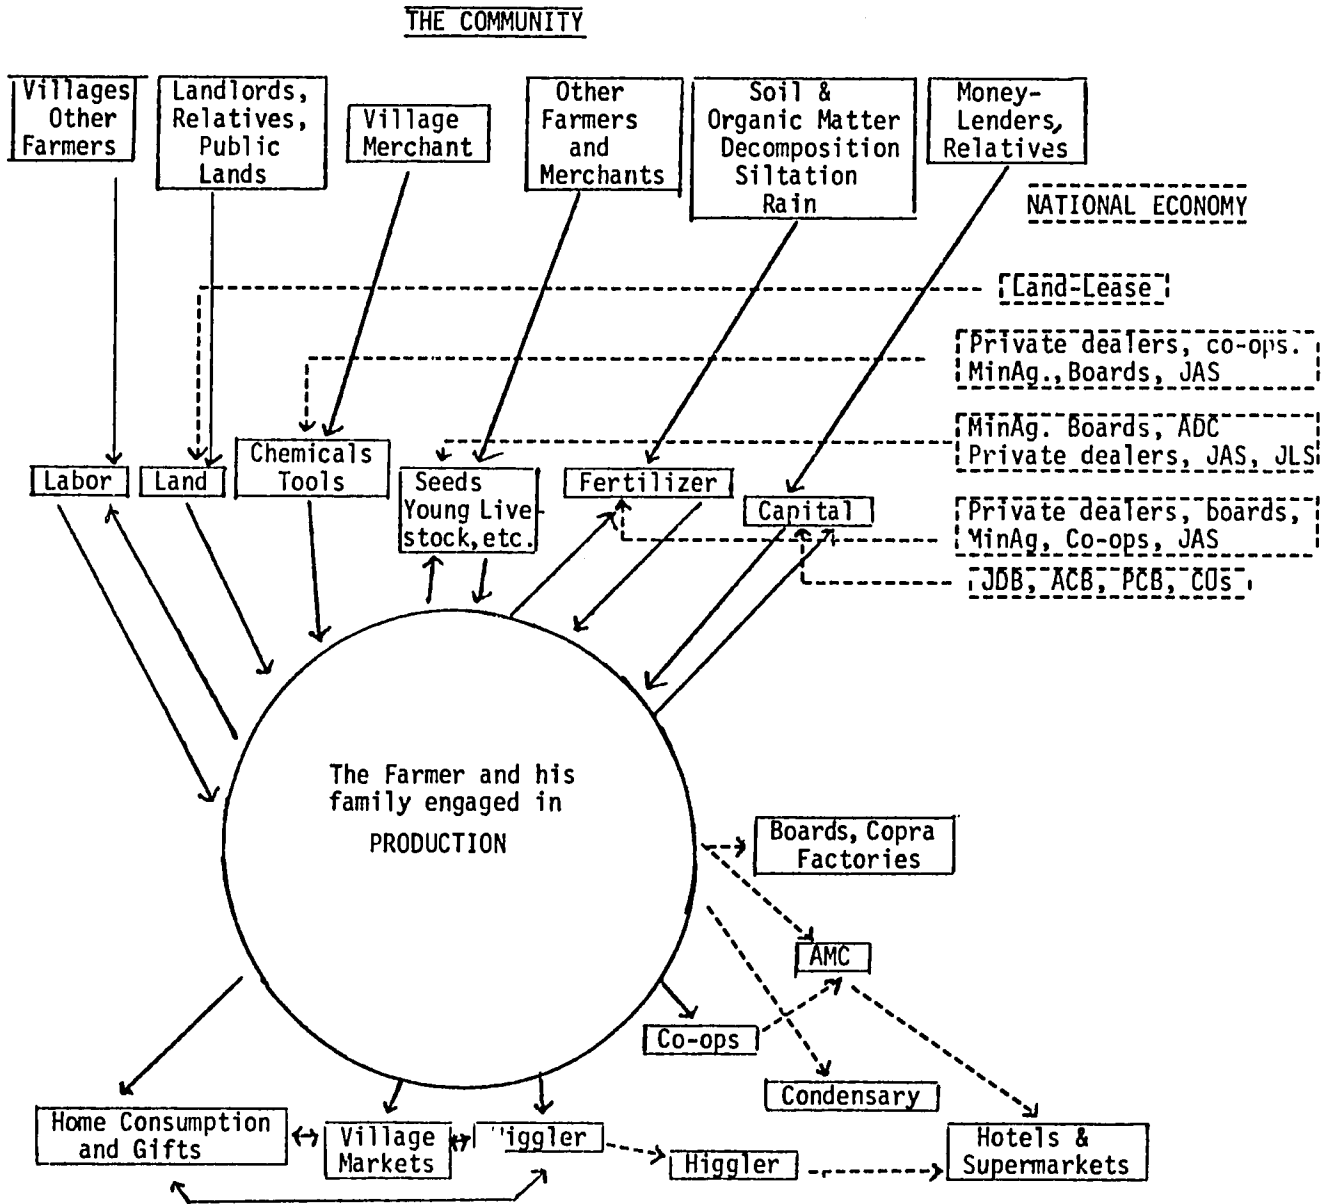 THE COMMUNITY
Villages
Other
Farmers
Landlords,
Relatives,
Public
Lands
Village
Merchant
Other
Farmers
and
Merchants
Soil &
Organic Matter
Decomposition
Siltation
Rain
Money-
Lenders,
Relatives
NATIONAL ECONOMY
Land-Lease
Private dealers, co-ops.
MinAg., Boards, JAS
MinAg. Boards, ADC
Private dealers, JAS, JLS
Private dealers, boards,
MinAg, Co-ops, JAS
JDB, ACB, PCB, CUs
Labor
Land
Chemicals
Tools
Seeds
Young Live-
stock, etc.
Fertilizer
Capital
The Farmer and his
family engaged in
PRODUCTION
Boards, Copra
Factories
AMC
Co-ops
Condensary
Home Consumption
and Gifts
Village
Markets
Higgler
Higgler
Hotels &
Supermarkets